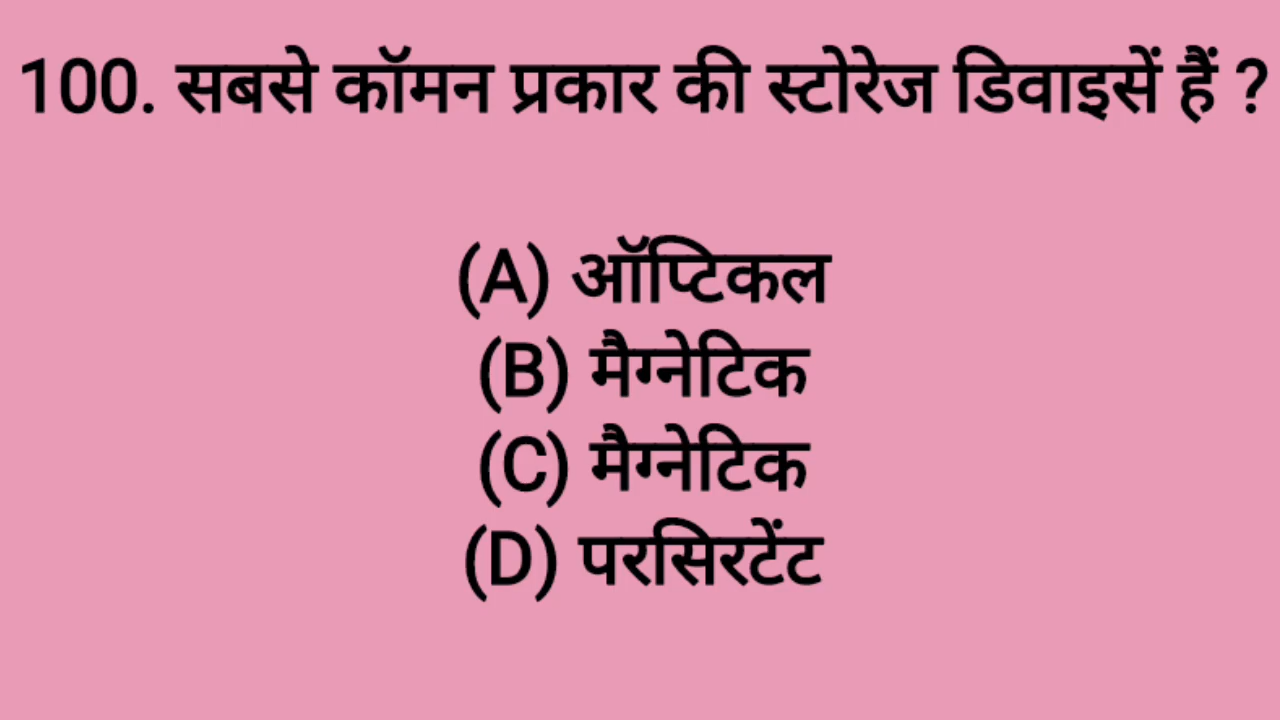 100. सबसे कॉमन प्रकार की स्टोरेज डिवाइसें हैं ?
(A) ऑप्टिकल
(B) मैग्नेटिक
(C) मैग्नेटिक
(D) परसिरटेंट